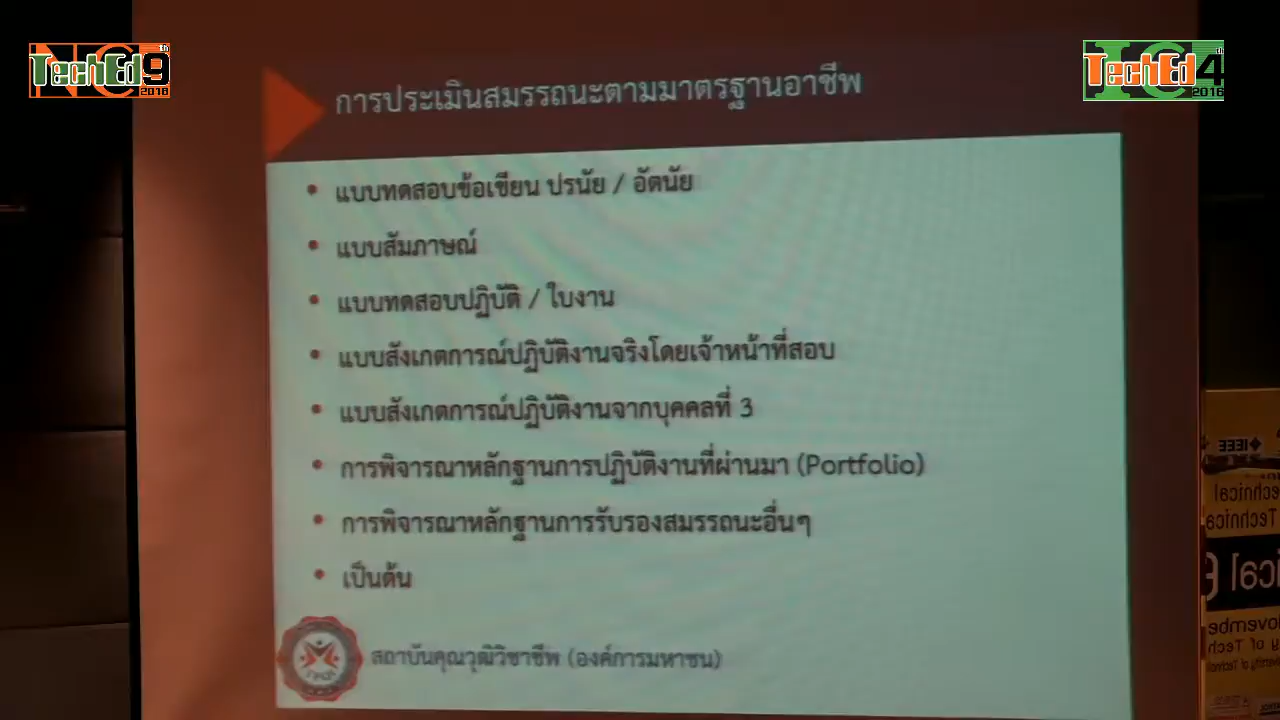 NC
TechEd9th
2016
IC
TechEd4th
2016
การประเมินสมรรถนะตามมาตรฐานอาชีพ
• แบบทดสอบข้อเขียน ปรนัย / อัตนัย
• แบบสัมภาษณ์
• แบบทดสอบปฏิบัติ / ใบงาน
• แบบสังเกตการณ์ปฏิบัติงานจริงโดยเจ้าหน้าที่สอบ
• แบบสังเกตการณ์ปฏิบัติงานจากบุคคลที่ 3
• การพิจารณาหลักฐานการปฏิบัติงานที่ผ่านมา (Portfolio)
• การพิจารณาหลักฐานการรับรองสมรรถนะอื่นๆ
• เป็นต้น
สถาบันคุณวุฒิวิชาชีพ (องค์การมหาชน)
IEEE